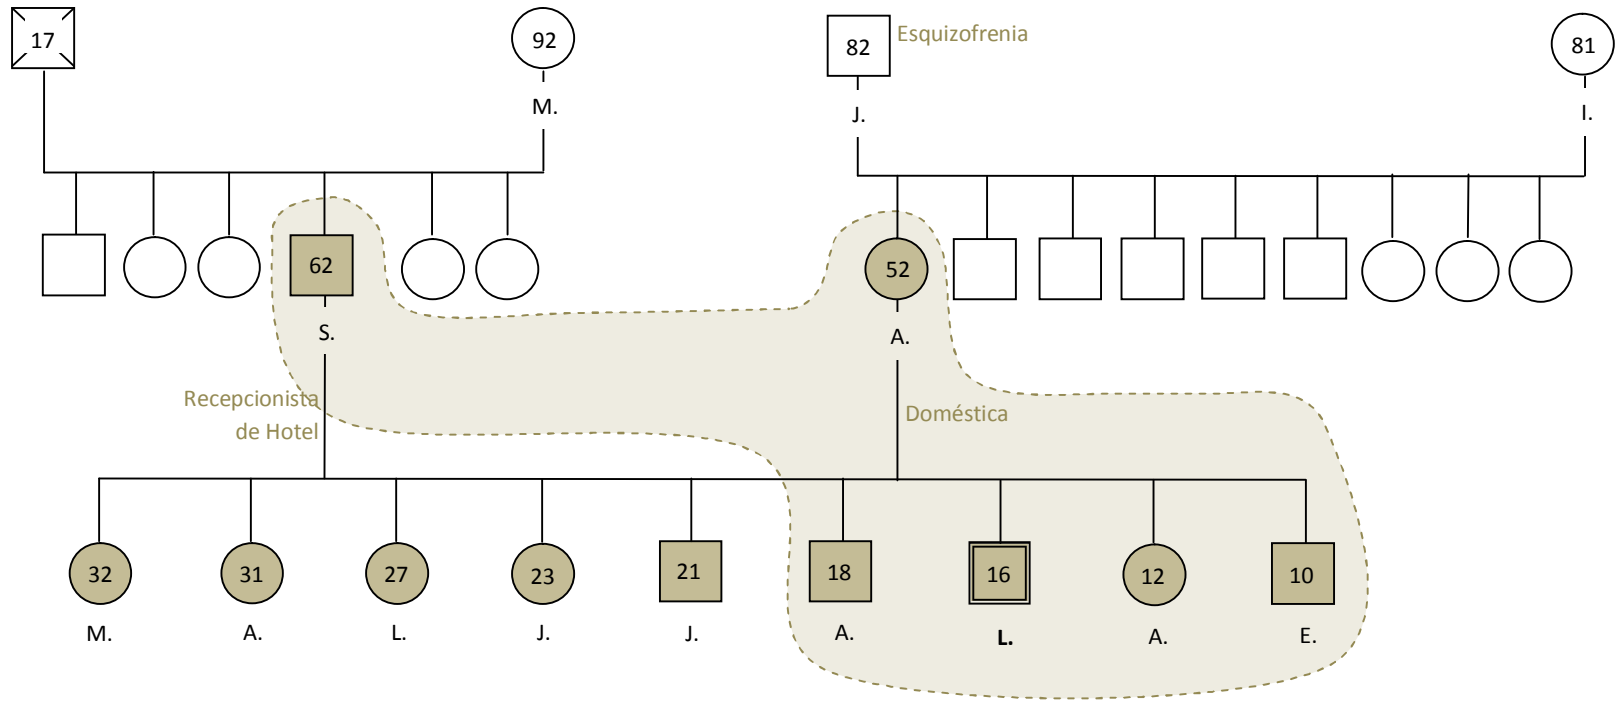 17
92
82
Esquizofrenia
81
M.
J.
I.
62
52
S.
A.
Recepcionista
de Hotel
Doméstica
32
31
27
23
21
18
16
12
10
M.
A.
L.
J.
J.
A.
L.
A.
E.